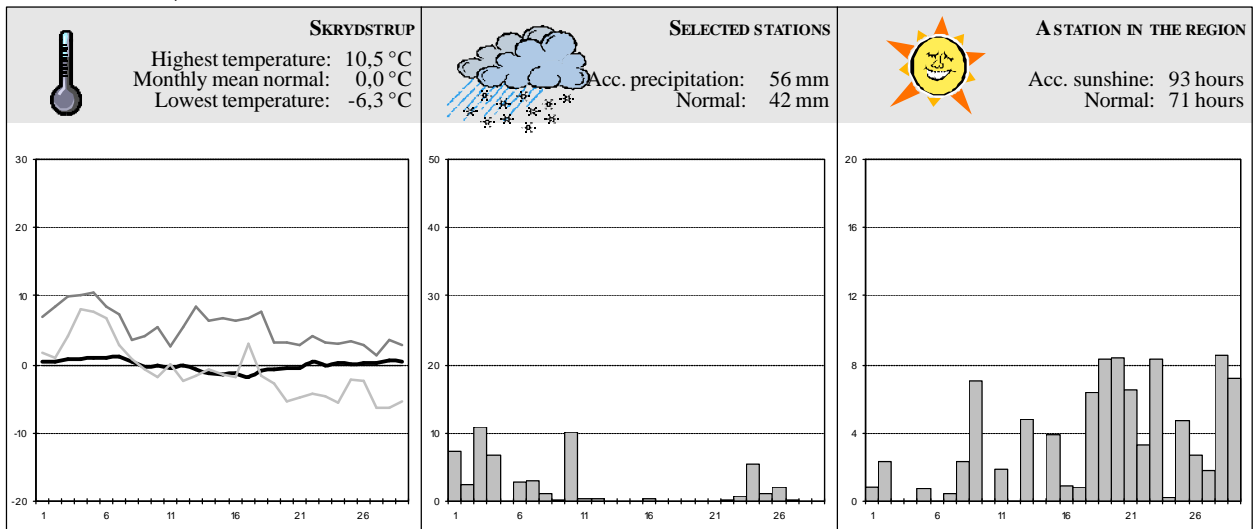 SKRYDSTRUP
Highest temperature: 10,5 °C
Monthly mean normal: 0,0 °C
Lowest temperature: -6,3 °C
SELECTED STATIONS
Acc. precipitation: 56 mm
Normal: 42 mm
A STATION IN THE REGION
Acc. sunshine: 93 hours
Normal: 71 hours
30
20
10
0
-10
-20
1 6 11 16 21 26
50
40
30
20
10
0
1 6 11 16 21 26
20
16
12
8
4
0
1 6 11 16 21 26